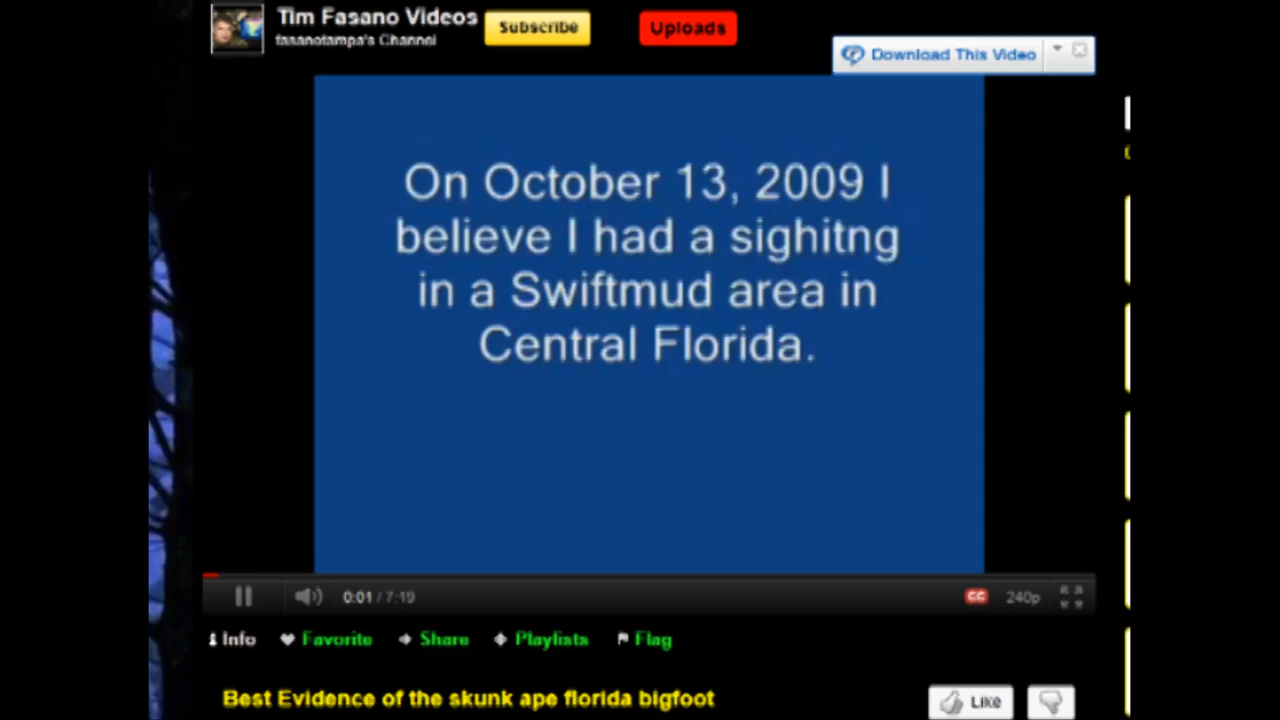 Tim Fasano Videos
fasanotampa's Channel
Subscribe
Uploads
Download This Video
On October 13, 2009 I
believe I had a sighitng
in a Swiftmud area in
Central Florida.
0:01 / 7:19
CC
240p
Info
Favorite
Share
Playlists
Flag
Best Evidence of the skunk ape florida bigfoot
Like